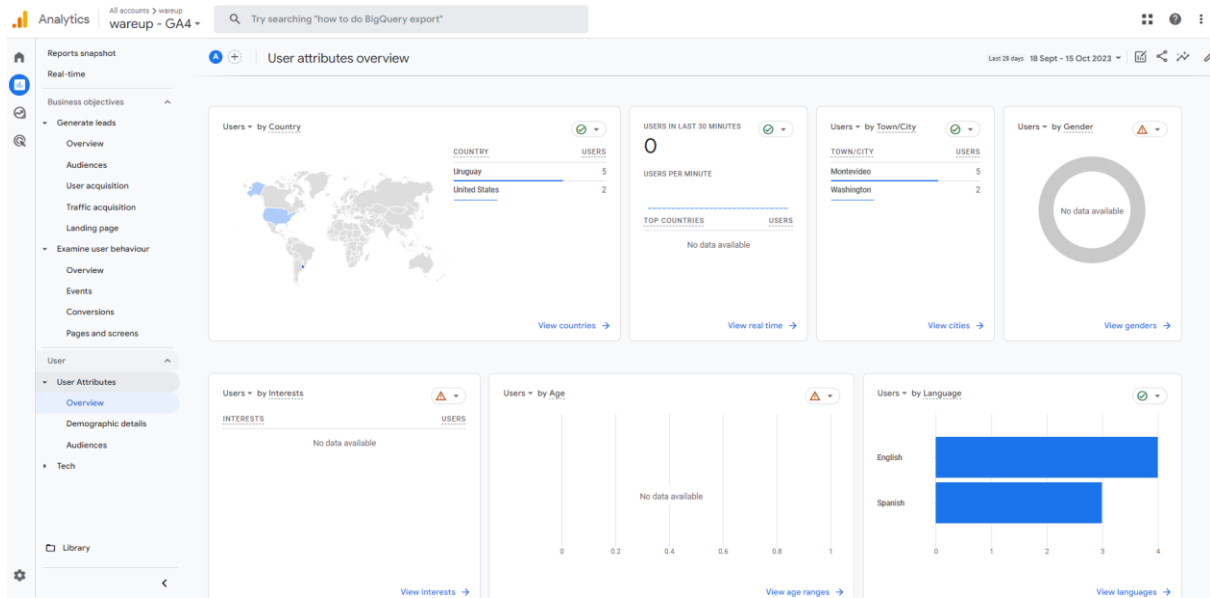 Analytics
All accounts > wareup
wareup - GA4
Try searching "how to do BigQuery export"
Reports snapshot
Real-time
Business objectives
Generate leads
Overview
Audiences
User acquisition
Traffic acquisition
Landing page
Examine user behaviour
Overview
Events
Conversions
Pages and screens
User
User Attributes
Overview
Demographic details
Audiences
Tech
Library
A
User attributes overview
Last 28 days 18 Sept - 15 Oct 2023
Users by Country
COUNTRY USERS
Uruguay 5
United States 2
View countries
USERS IN LAST 30 MINUTES
0
USERS PER MINUTE
TOP COUNTRIES USERS
No data available
View real time
Users by Town/City
TOWN/CITY USERS
Montevideo 5
Washington 2
View cities
Users by Gender
No data available
View genders
Users by Interests
INTERESTS USERS
No data available
View interests
Users by Age
No data available
0 0.2 0.4 0.6 0.8 1
View age ranges
Users by Language
English
Spanish
0 1 2 3 4
View languages